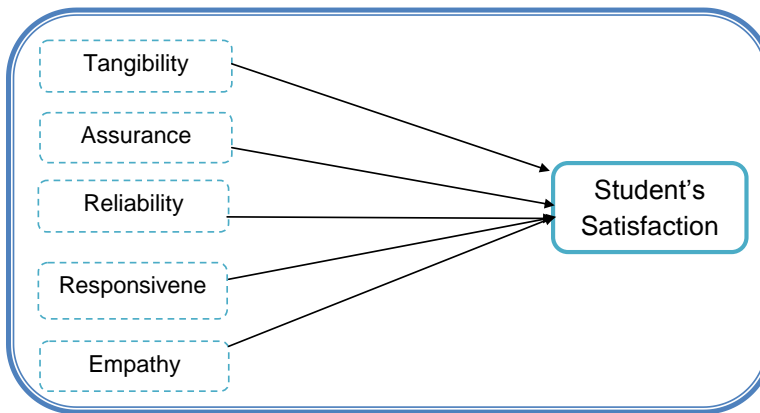 Tangibility
Assurance
Reliability
Responsivene
Empathy
Student’s
Satisfaction